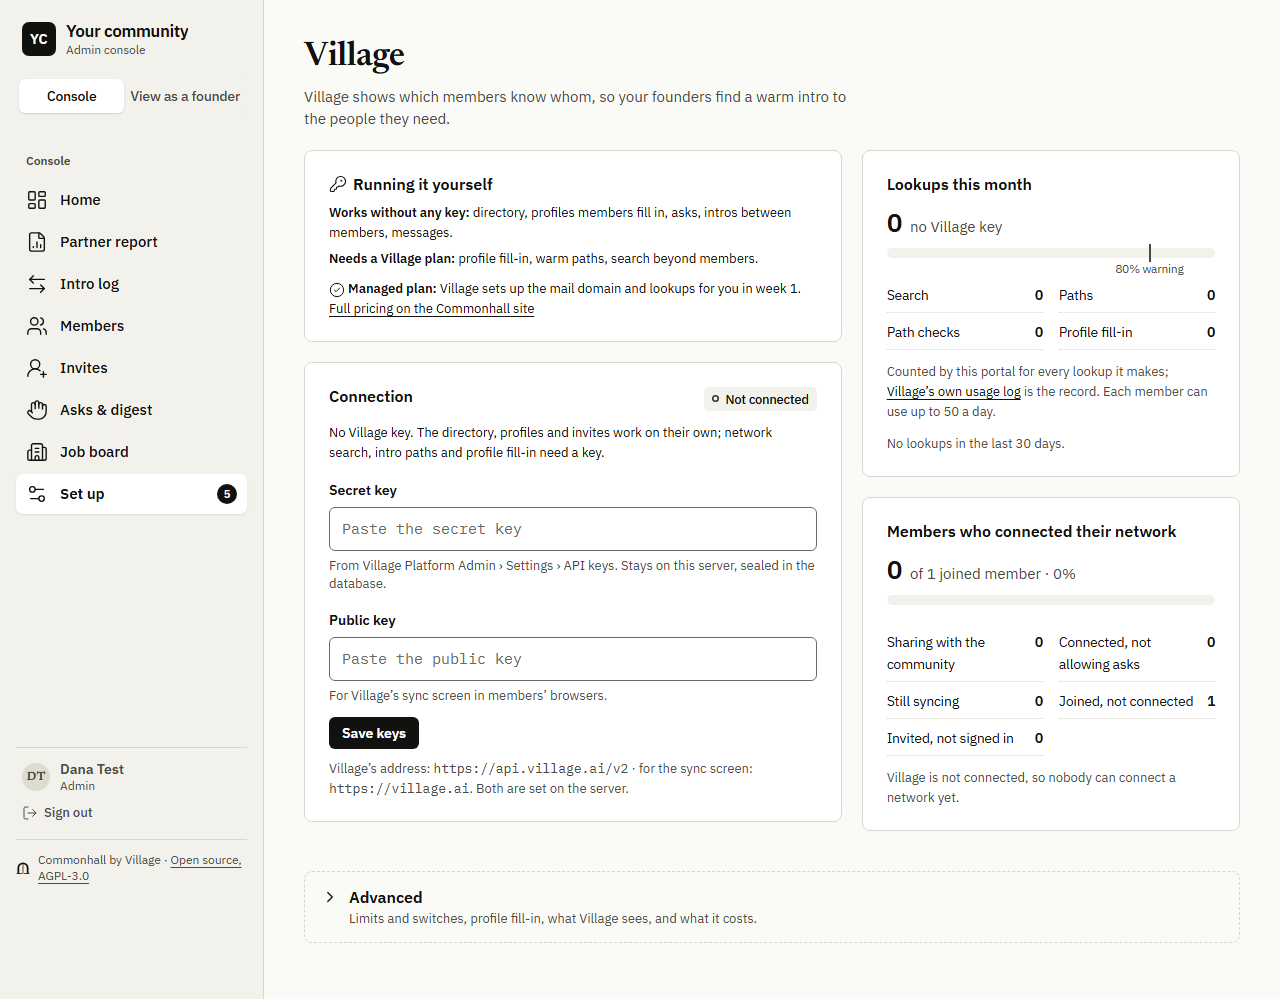 YC
Your community
Admin console
Console
View as a founder
Console
Home
Partner report
Intro log
Members
Invites
Asks & digest
Job board
Set up
5
DT
Dana Test
Admin
Sign out
Commonhall by Village · Open source,
AGPL-3.0
Village
Village shows which members know whom, so your founders find a warm intro to
the people they need.
Running it yourself
Works without any key: directory, profiles members fill in, asks, intros between
members, messages.
Needs a Village plan: profile fill-in, warm paths, search beyond members.
Managed plan: Village sets up the mail domain and lookups for you in week 1.
Full pricing on the Commonhall site
Connection
Not connected
No Village key. The directory, profiles and invites work on their own; network
search, intro paths and profile fill-in need a key.
Secret key
Paste the secret key
From Village Platform Admin › Settings › API keys. Stays on this server, sealed in the
database.
Public key
Paste the public key
For Village’s sync screen in members’ browsers.
Save keys
Village’s address: https://api.village.ai/v2 · for the sync screen:
https://village.ai. Both are set on the server.
Lookups this month
0 no Village key
80% warning
Search 0 Paths 0
Path checks 0 Profile fill-in 0
Counted by this portal for every lookup it makes;
Village’s own usage log is the record. Each member can
use up to 50 a day.
No lookups in the last 30 days.
Members who connected their network
0 of 1 joined member · 0%
Sharing with the 0 Connected, not 0
community allowing asks
Still syncing 0 Joined, not connected 1
Invited, not signed in 0
Village is not connected, so nobody can connect a
network yet.
Advanced
Limits and switches, profile fill-in, what Village sees, and what it costs.